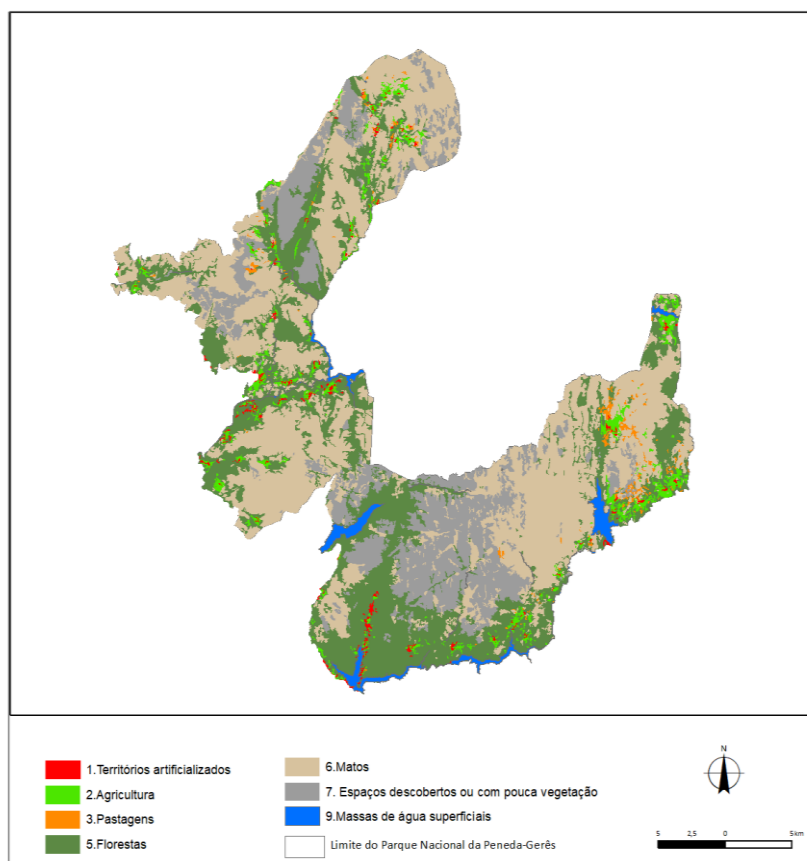 1.Territórios artificializados
2.Agricultura
3.Pastagens
5.Florestas
6.Matos
7. Espaços descobertos ou com pouca vegetação
9.Massas de água superficiais
Limite do Parque Nacional da Peneda-Gerês
N
5 2,5 0 5km